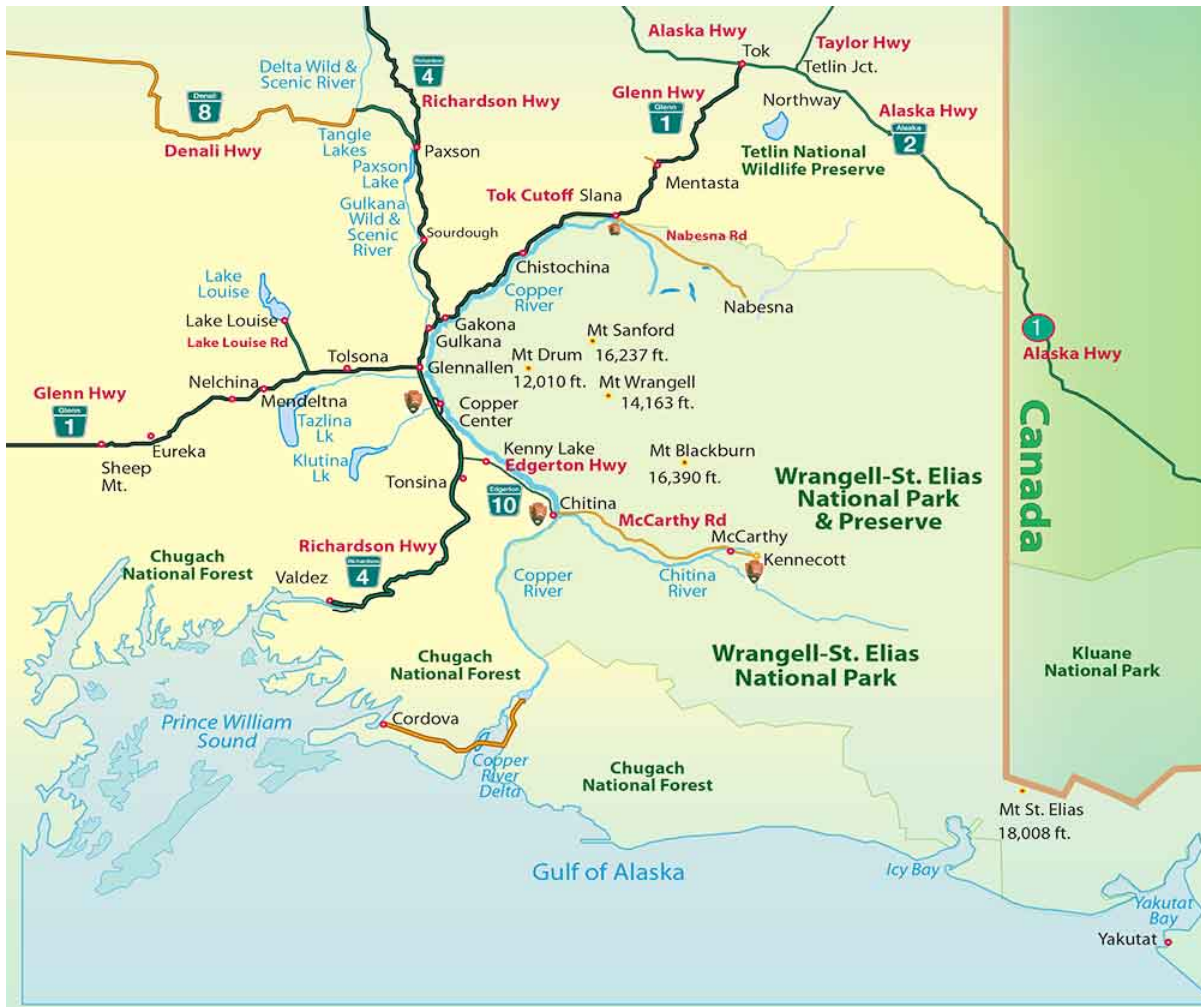 Alaska Hwy
Tok
Taylor Hwy
Tetlin Jct.
Delta Wild &
Scenic River
Richardson
4
Richardson Hwy
Glenn Hwy
Glenn
1
Northway
Alaska Hwy
Alaska
2
Denali
8
Denali Hwy
Tangle
Lakes
Paxson
Paxson
Lake
Tetlin National
Wildlife Preserve
Mentasta
Tok Cutoff
Slana
Gulkana
Wild &
Scenic
River
Sourdough
Nabesna Rd
Chistochina
Nabesna
Copper
River
Lake
Louise
Lake Louise
Lake Louise Rd
Gakona
Gulkana
Mt Sanford
16,237 ft.
1
Alaska Hwy
Tolsona
Glennallen
Mt Drum
12,010 ft.
Mt Wrangell
14,163 ft.
Nelchina
Glenn Hwy
Glenn
1
Mendeltna
Tazlina
Lk
Copper
Center
Canada
Eureka
Sheep
Mt.
Klutina
Lk
Kenny Lake
Edgerton Hwy
Mt Blackburn
16,390 ft.
Wrangell-St. Elias
National Park
& Preserve
Tonsina
Edgerton
10
Chitina
McCarthy Rd
McCarthy
Kennecott
Richardson Hwy
Richardson
4
Chugach
National Forest
Valdez
Copper
River
Chitina
River
Chugach
National Forest
Wrangell-St. Elias
National Park
Kluane
National Park
Prince William
Sound
Cordova
Copper
River
Delta
Chugach
National Forest
Mt St. Elias
18,008 ft.
Gulf of Alaska
Icy Bay
Yakutat
Bay
Yakutat